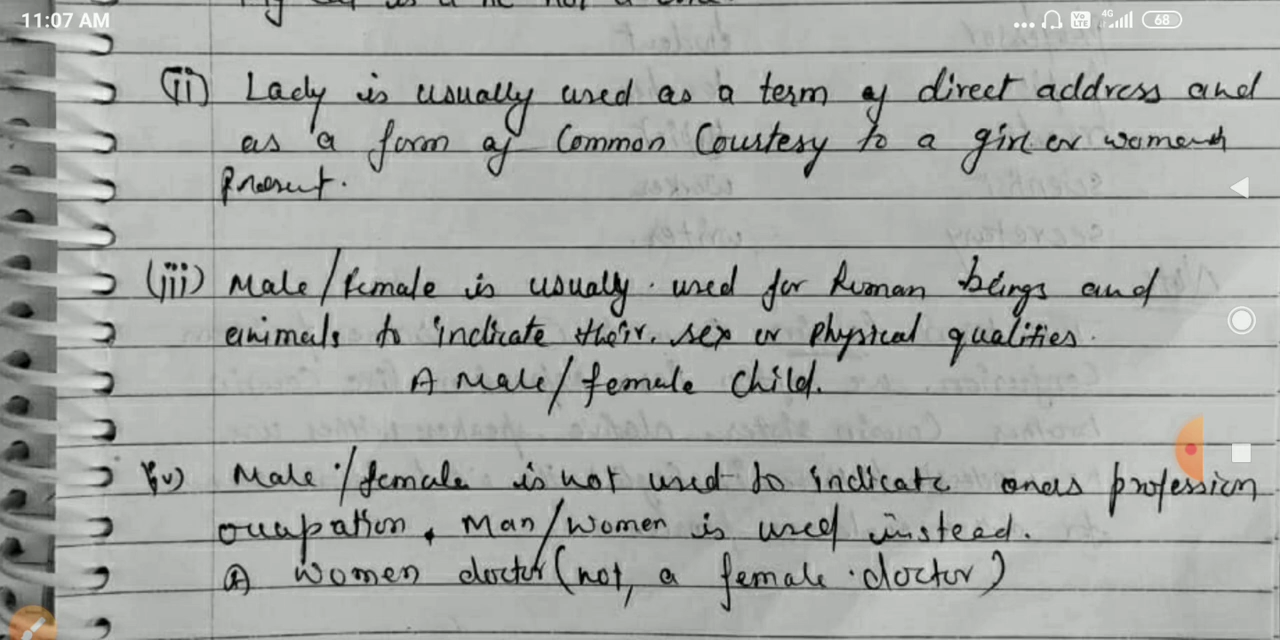 11:07 AM
4G
68
(ii) Lady is usually used as a term of direct address and
as a form of Common Courtesy to a girl or women
Present.
(iii) Male/female is usually used for human beings and
animals to indicate their sex or physical qualities.
A Male/female child.
(iv) Male/female is not used to indicate ones profession
occupation, Man/women is used instead.
A women doctor (not, a female doctor)